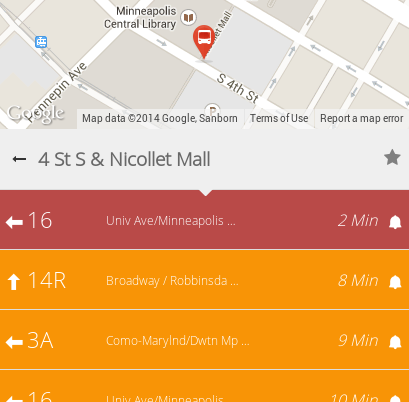 Minneapolis
Central Library
Mall
S 4th St
Hennepin Ave
P
Google
Map data ©2014 Google, Sanborn
Terms of Use
Report a map error
4 St S & Nicollet Mall
16 Univ Ave/Minneapolis ... 2 Min
14R Broadway / Robbinsda ... 8 Min
3A Como-Marylnd/Dwtn Mp ... 9 Min
16 Univ Ave/Minneapolis 10 Min